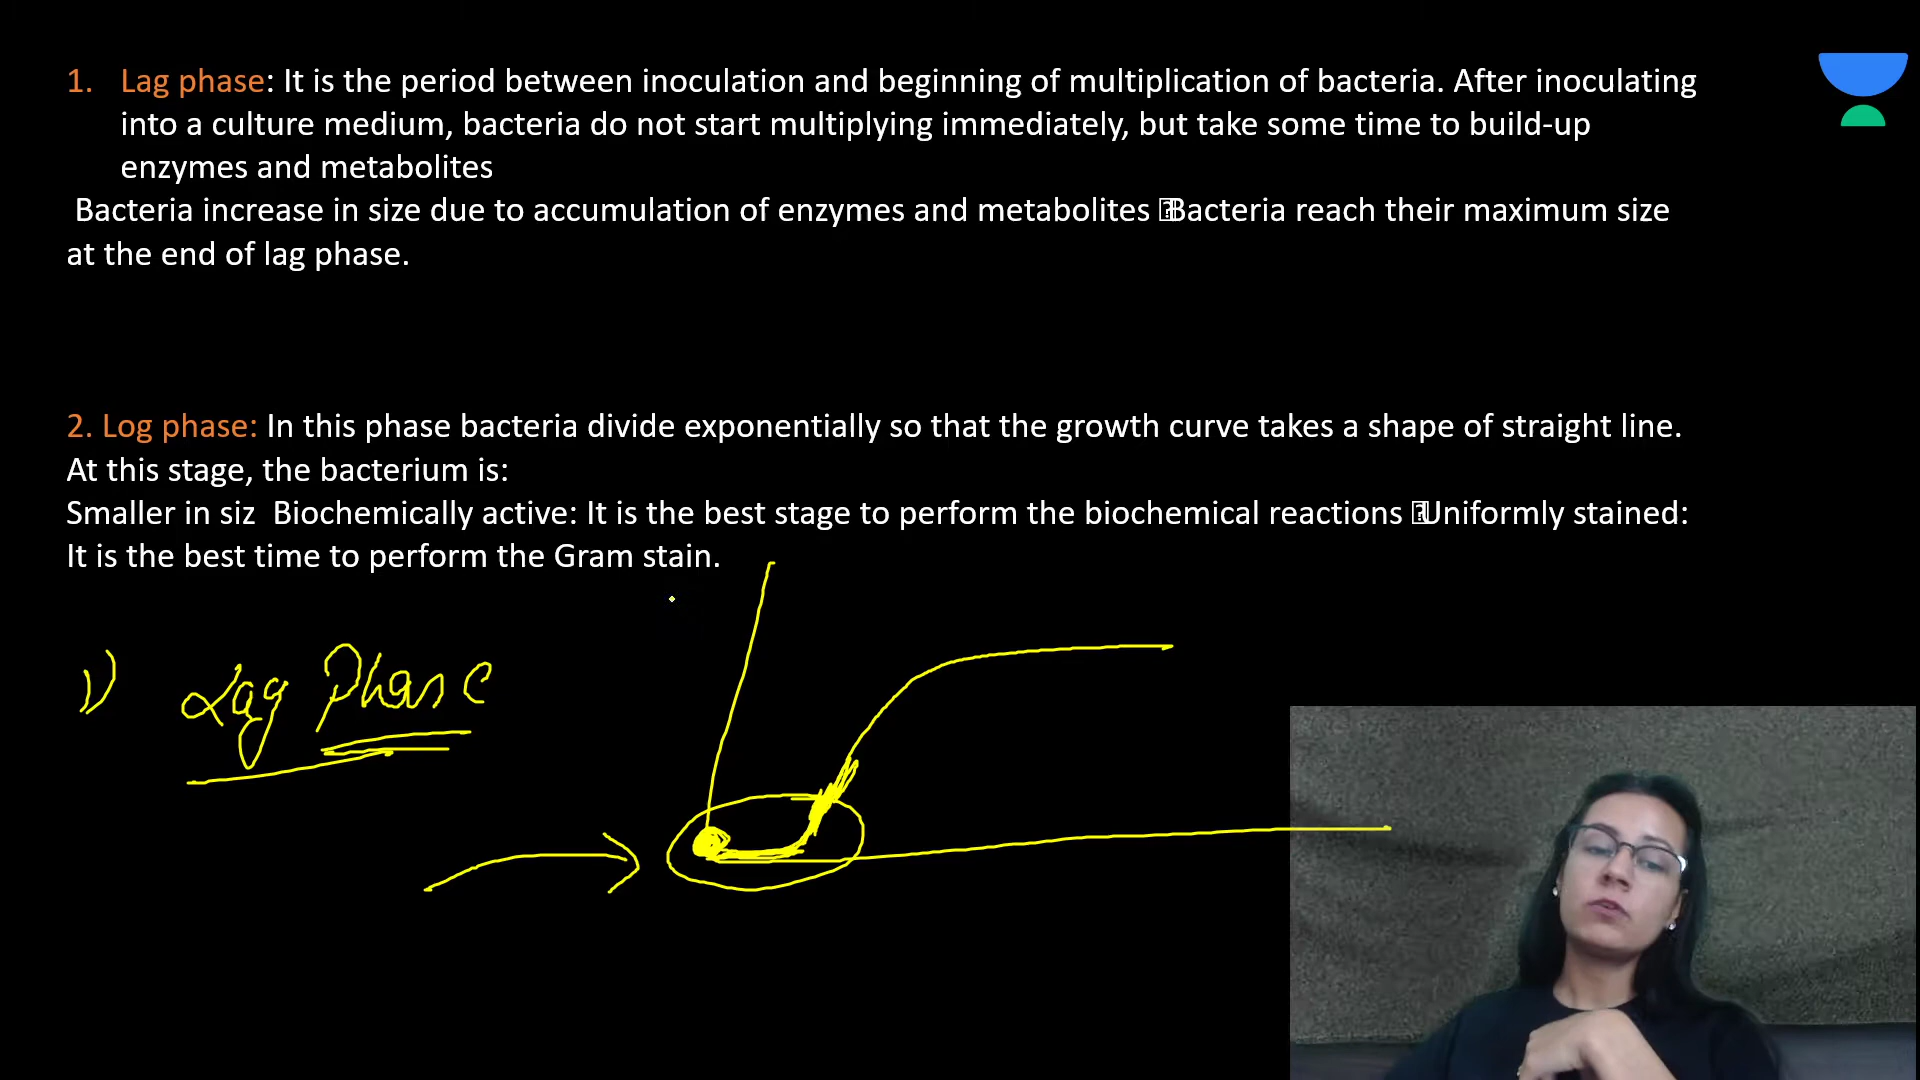 1. Lag phase: It is the period between inoculation and beginning of multiplication of bacteria. After inoculating
into a culture medium, bacteria do not start multiplying immediately, but take some time to build-up
enzymes and metabolites
Bacteria increase in size due to accumulation of enzymes and metabolites Bacteria reach their maximum size
at the end of lag phase.
2. Log phase: In this phase bacteria divide exponentially so that the growth curve takes a shape of straight line.
At this stage, the bacterium is:
Smaller in siz Biochemically active: It is the best stage to perform the biochemical reactions Uniformly stained:
It is the best time to perform the Gram stain.
1) Lag Phase